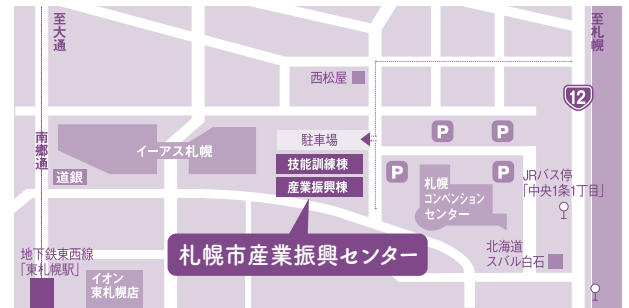 至大通
至札幌
西松屋
12
南郷通
イーアス札幌
道銀
駐車場
技能訓練棟
産業振興棟
P
P
P
P
札幌
コンベンション
センター
JRバス停
「中央1条1丁目」
札幌市産業振興センター
地下鉄東西線
「東札幌駅」
イオン
東札幌店
北海道
スバル白石